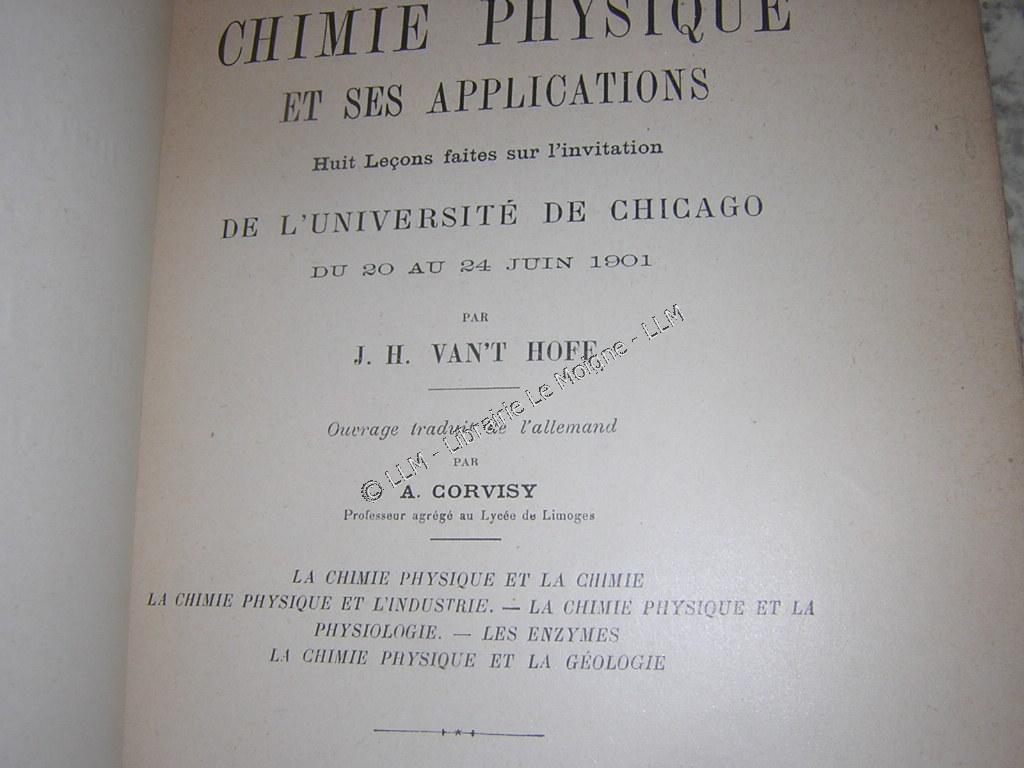 CHIMIE PHYSIQUE
ET SES APPLICATIONS
Huit Leçons faites sur l'invitation
DE L'UNIVERSITÉ DE CHICAGO
DU 20 AU 24 JUIN 1901
PAR
J. H. VAN'T HOFF
Ouvrage traduit de l'allemand
PAR
A. CORVISY
Professeur agrégé au Lycée de Limoges
LA CHIMIE PHYSIQUE ET LA CHIMIE
LA CHIMIE PHYSIQUE ET L'INDUSTRIE. — LA CHIMIE PHYSIQUE ET LA
PHYSIOLOGIE. — LES ENZYMES
LA CHIMIE PHYSIQUE ET LA GÉOLOGIE
© LLM - Librairie Le Moigne - LLM